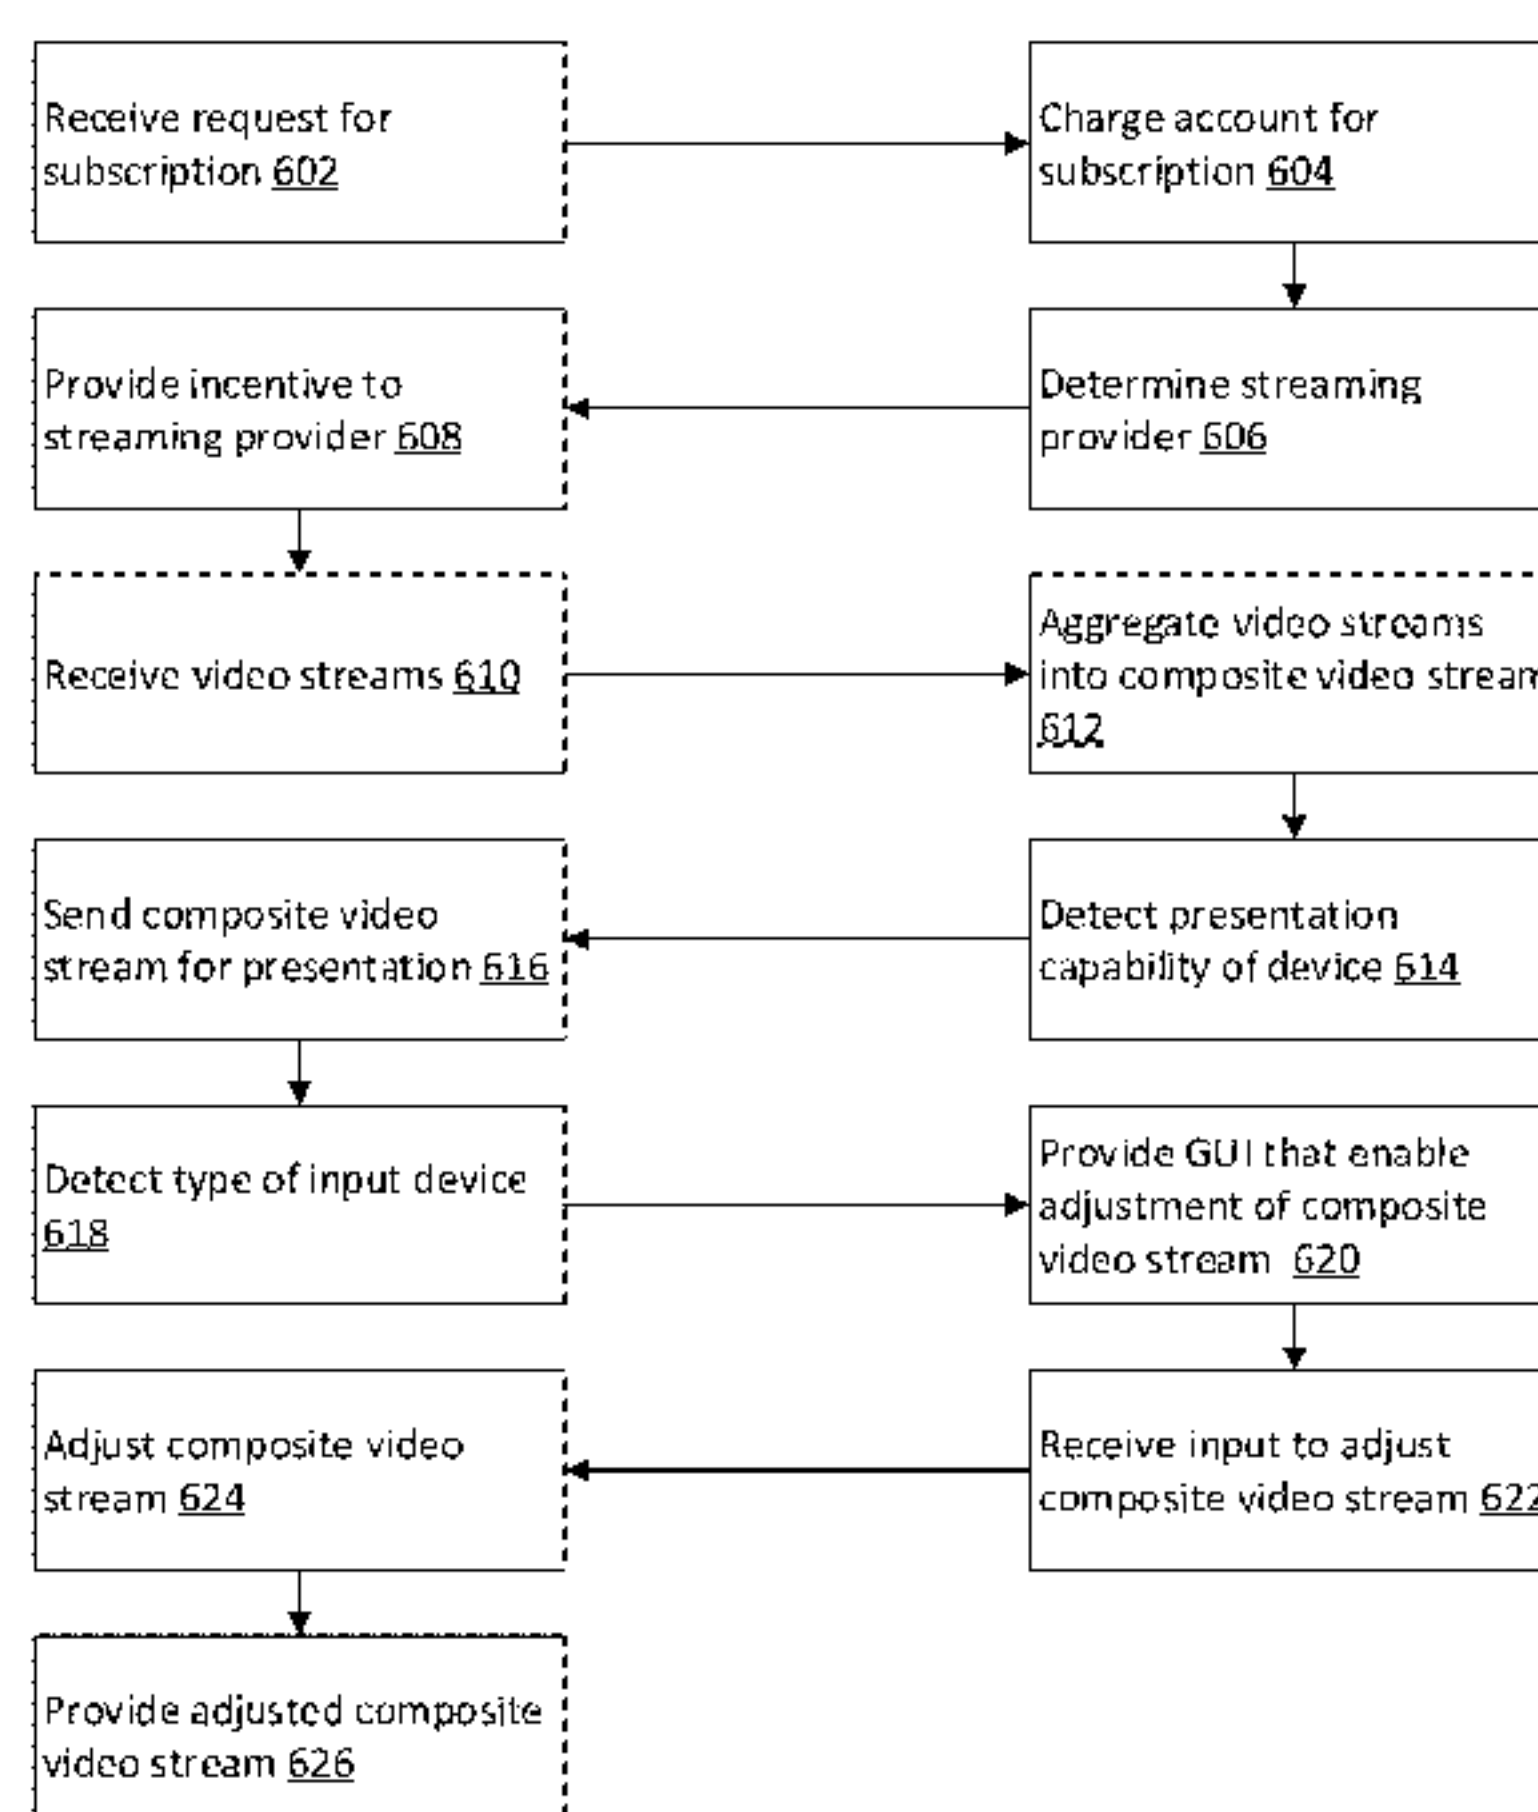 Receive request for
subscription 602
Charge account for
subscription 604
Provide incentive to
streaming provider 608
Determine streaming
provider 606
Receive video streams 610
Aggregate video streams
into composite video stream
612
Send composite video
stream for presentation 616
Detect presentation
capability of device 614
Detect type of input device
618
Provide GUI that enable
adjustment of composite
video stream 620
Adjust composite video
stream 624
Receive input to adjust
composite video stream 622
Provide adjusted composite
video stream 626